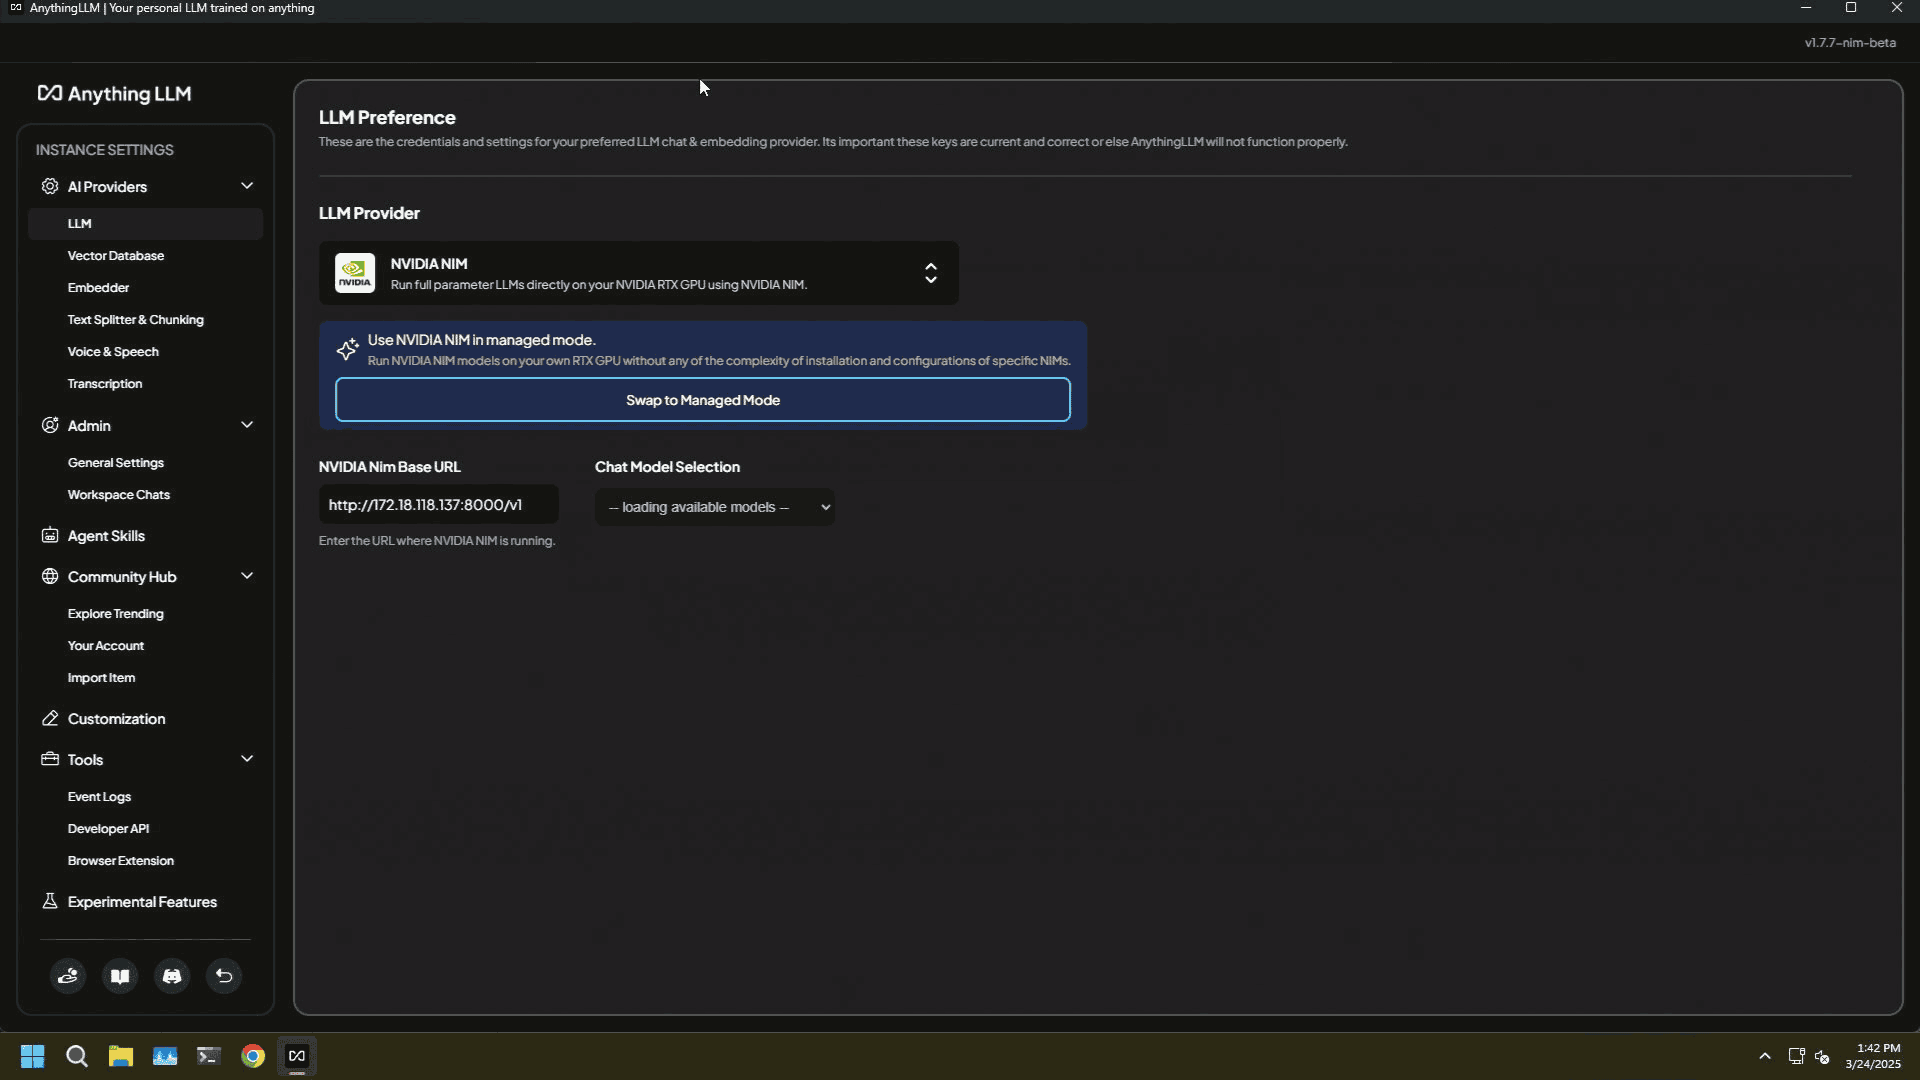 AnythingLLM | Your personal LLM trained on anything
v1.7.7-nim-beta
Anything LLM
INSTANCE SETTINGS
AI Providers
LLM
Vector Database
Embedder
Text Splitter & Chunking
Voice & Speech
Transcription
Admin
General Settings
Workspace Chats
Agent Skills
Community Hub
Explore Trending
Your Account
Import Item
Customization
Tools
Event Logs
Developer API
Browser Extension
Experimental Features
LLM Preference
These are the credentials and settings for your preferred LLM chat & embedding provider. Its important these keys are current and correct or else AnythingLLM will not function properly.
LLM Provider
NVIDIA
NVIDIA NIM
Run full parameter LLMs directly on your NVIDIA RTX GPU using NVIDIA NIM.
Use NVIDIA NIM in managed mode.
Run NVIDIA NIM models on your own RTX GPU without any of the complexity of installation and configurations of specific NIMs.
Swap to Managed Mode
NVIDIA Nim Base URL
http://172.18.118.137:8000/v1
Enter the URL where NVIDIA NIM is running.
Chat Model Selection
-- loading available models --
1:42 PM
3/24/2025